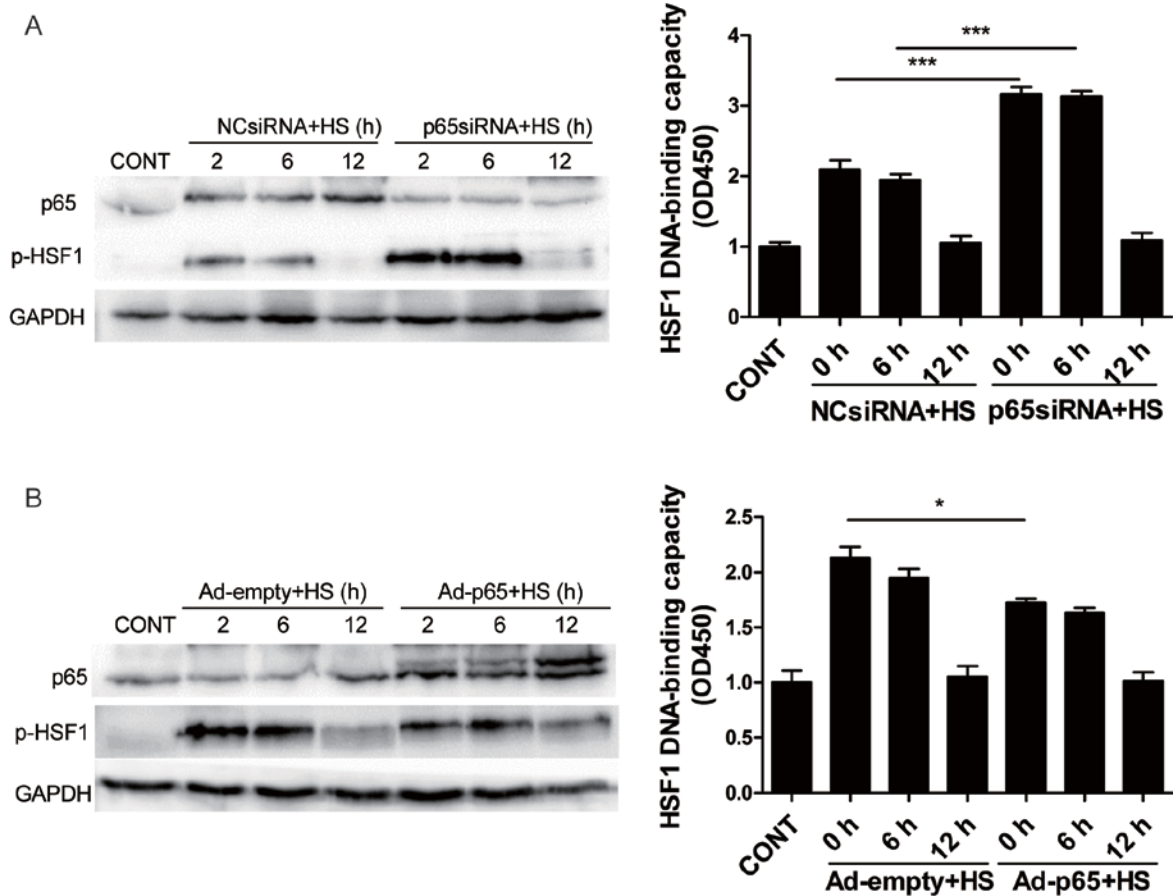 A
NCsiRNA+HS (h) p65siRNA+HS (h)
CONT 2 6 12 2 6 12
p65
p-HSF1
GAPDH
HSF1 DNA-binding capacity
(OD450)
4
3
2
1
0
***
***
CONT 0 h 6 h 12 h 0 h 6 h 12 h
NCsiRNA+HS p65siRNA+HS
B
Ad-empty+HS (h) Ad-p65+HS (h)
CONT 2 6 12 2 6 12
p65
p-HSF1
GAPDH
HSF1 DNA-binding capacity
(OD450)
2.5
2.0
1.5
1.0
0.5
0.0
*
CONT 0 h 6 h 12 h 0 h 6 h 12 h
Ad-empty+HS Ad-p65+HS